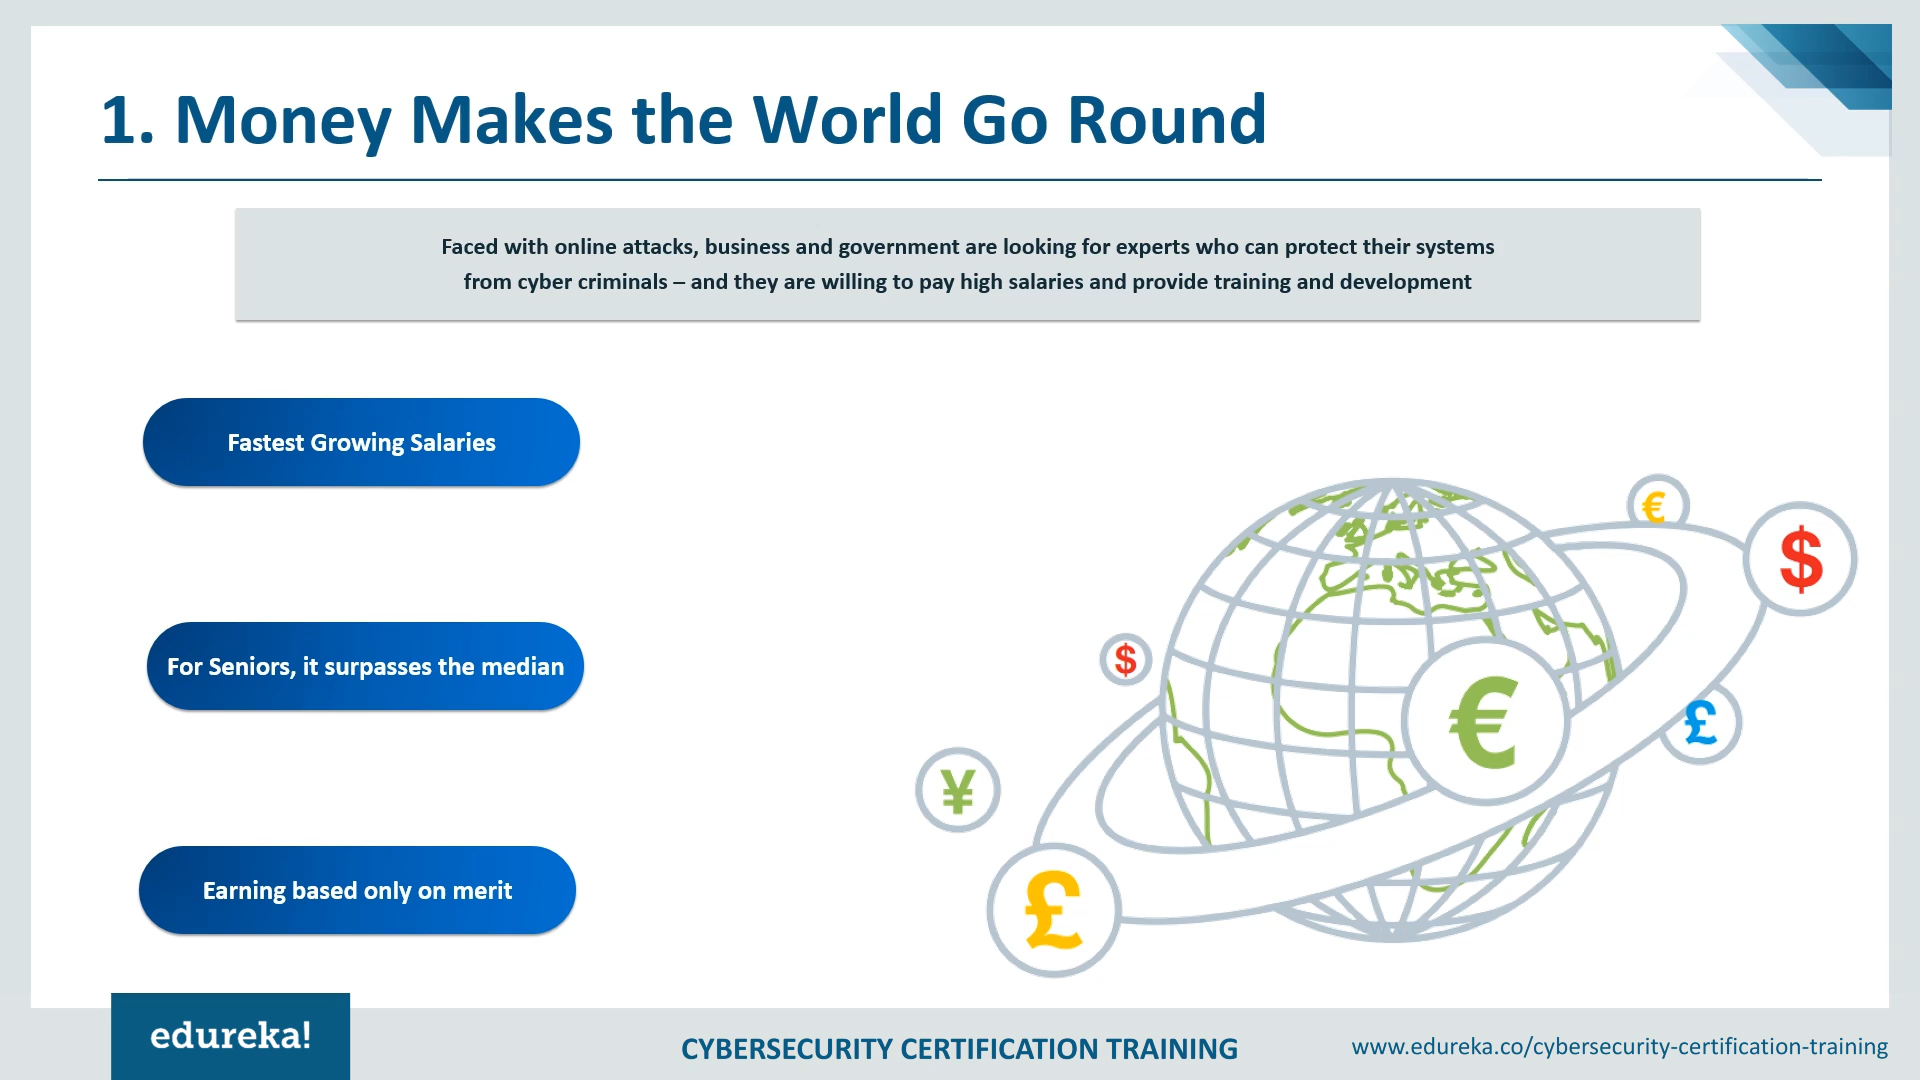 1. Money Makes the World Go Round
Faced with online attacks, business and government are looking for experts who can protect their systems
from cyber criminals – and they are willing to pay high salaries and provide training and development
Fastest Growing Salaries
For Seniors, it surpasses the median
Earning based only on merit
€
$
$
€
£
¥
£
edureka!
CYBERSECURITY CERTIFICATION TRAINING
www.edureka.co/cybersecurity-certification-training